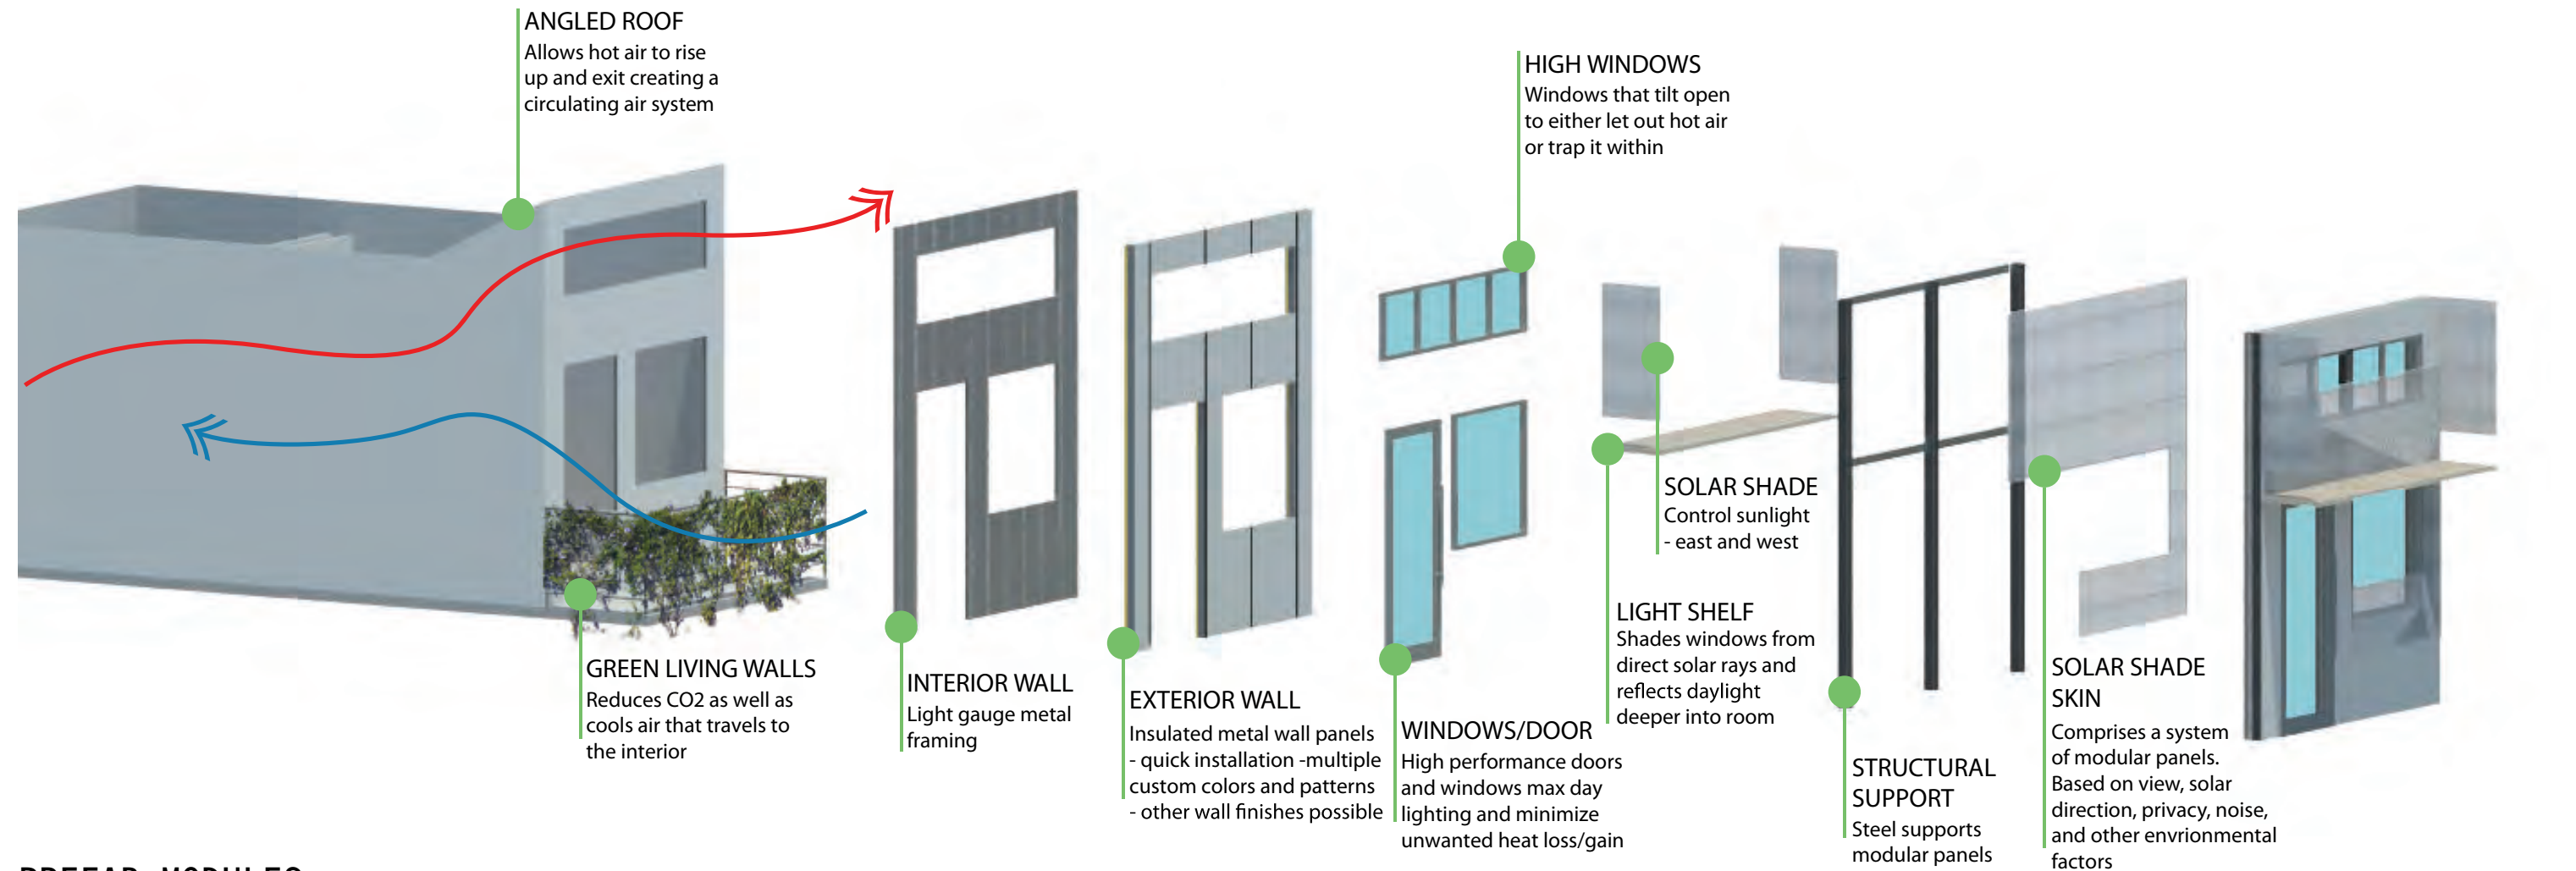 ANGLED ROOF
Allows hot air to rise
up and exit creating a
circulating air system
HIGH WINDOWS
Windows that tilt open
to either let out hot air
or trap it within
GREEN LIVING WALLS
Reduces CO2 as well as
cools air that travels to
the interior
INTERIOR WALL
Light gauge metal
framing
EXTERIOR WALL
Insulated metal wall panels
- quick installation -multiple
custom colors and patterns
- other wall finishes possible
WINDOWS/DOOR
High performance doors
and windows max day
lighting and minimize
unwanted heat loss/gain
SOLAR SHADE
Control sunlight
- east and west
LIGHT SHELF
Shades windows from
direct solar rays and
reflects daylight
deeper into room
STRUCTURAL
SUPPORT
Steel supports
modular panels
SOLAR SHADE
SKIN
Comprises a system
of modular panels.
Based on view, solar
direction, privacy, noise,
and other envrionmental
factors
PREFAB MODULES